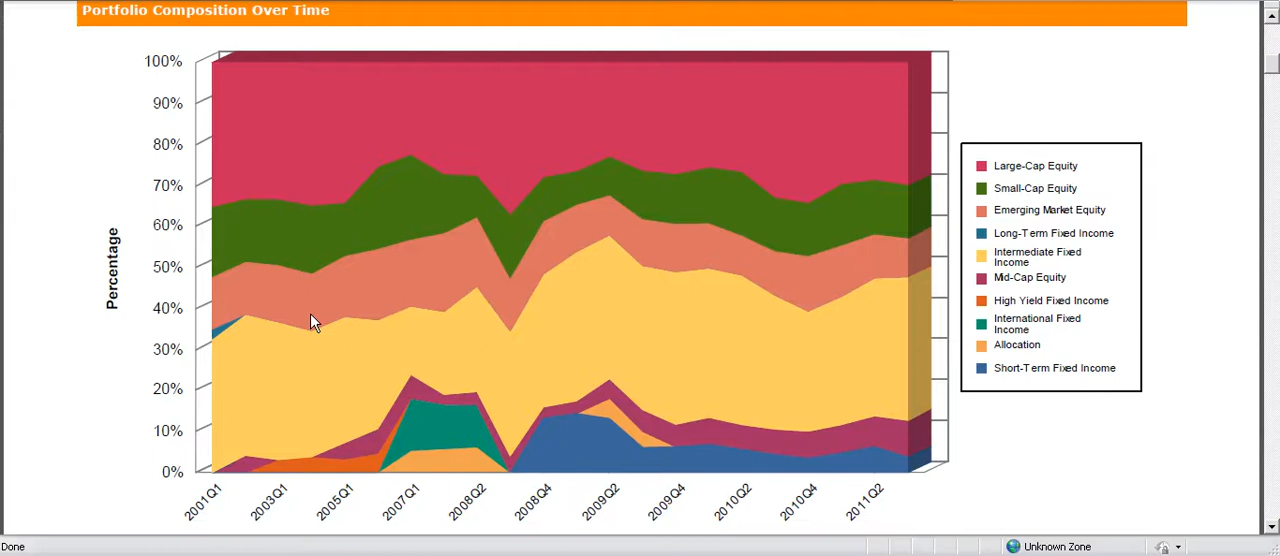 Portfolio Composition Over Time
100%
90%
80%
70%
60%
50%
40%
30%
20%
10%
0%
Percentage
2001Q1
2003Q1
2005Q1
2007Q1
2008Q2
2008Q4
2009Q2
2009Q4
2010Q2
2010Q4
2011Q2
Large-Cap Equity
Small-Cap Equity
Emerging Market Equity
Long-Term Fixed Income
Intermediate Fixed
Income
Mid-Cap Equity
High Yield Fixed Income
International Fixed
Income
Allocation
Short-Term Fixed Income
Done
Unknown Zone